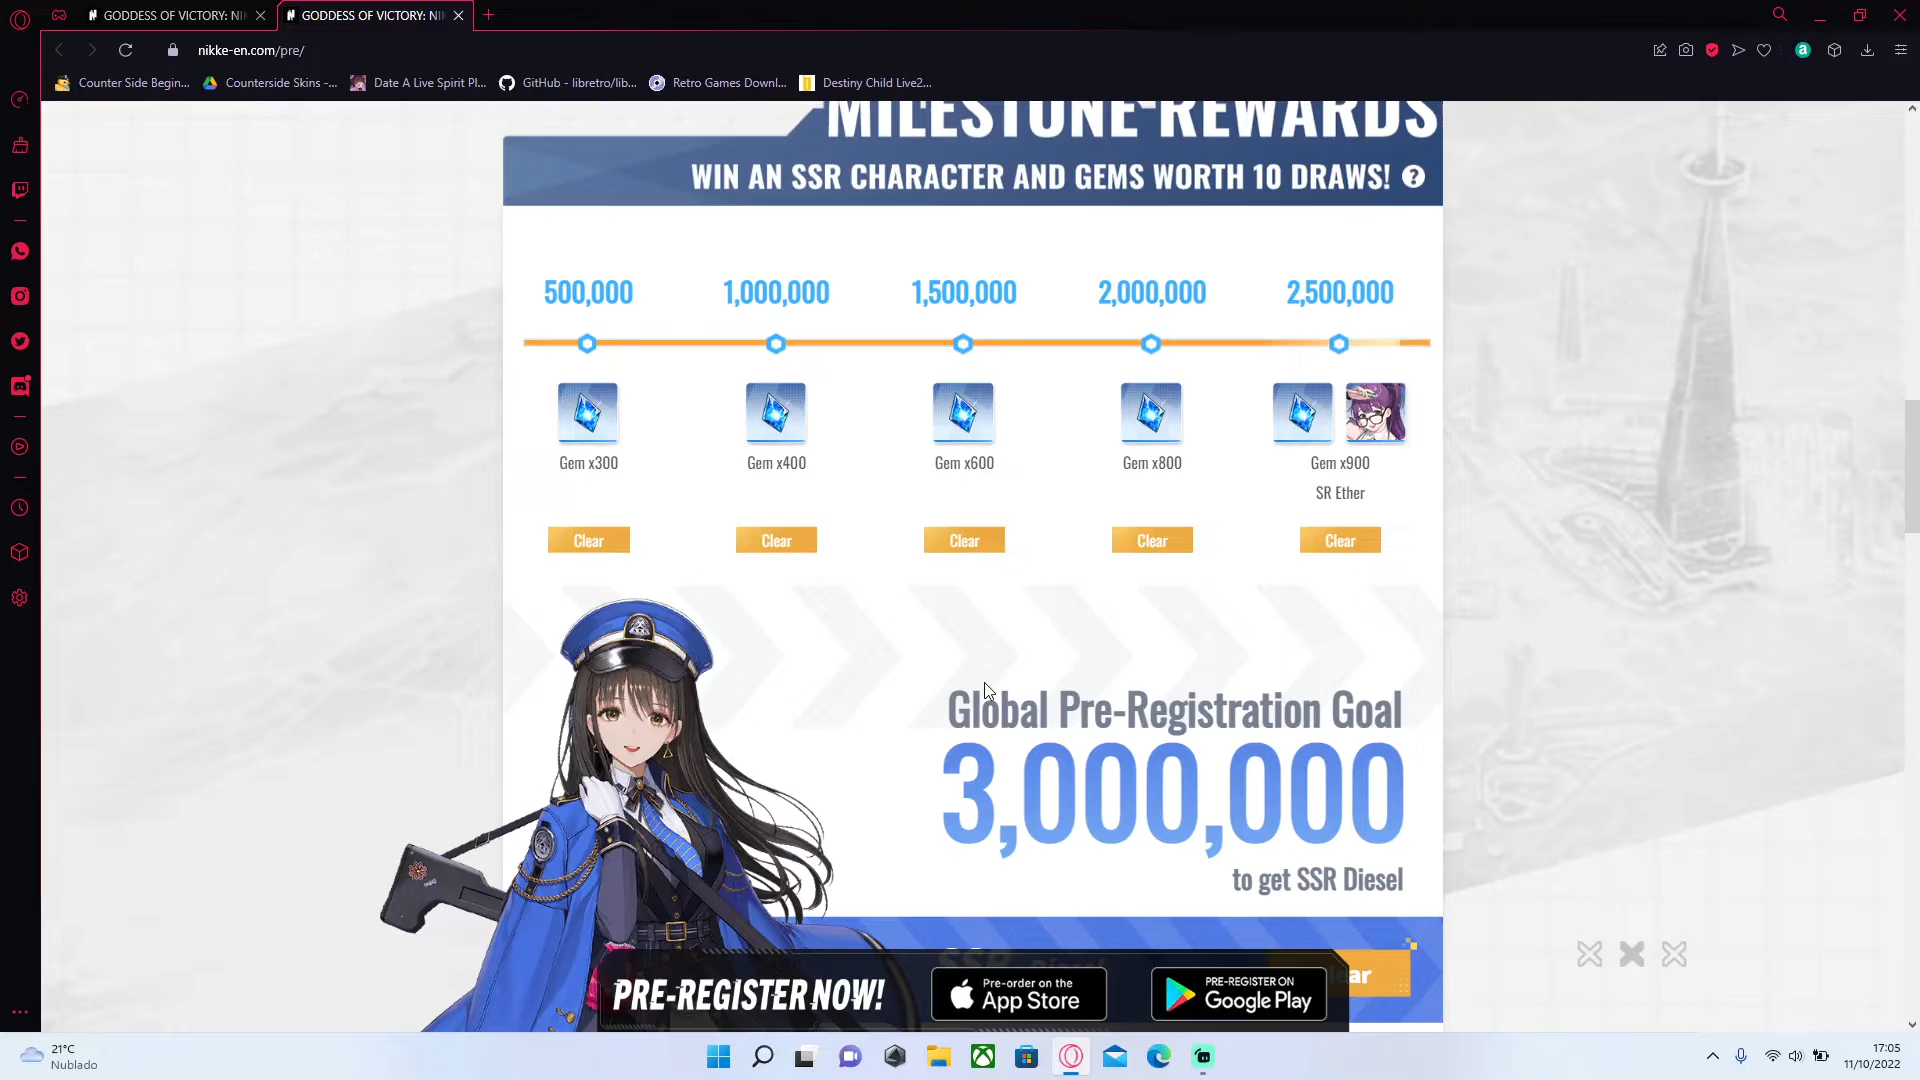 GODDESS OF VICTORY: NI
GODDESS OF VICTORY: NI
nikke-en.com/pre/
Counter Side Begin...
Counterside Skins -...
Date A Live Spirit Pl...
GitHub - libretro/lib...
Retro Games Downl...
Destiny Child Live2...
MILESTONE REWARDS
WIN AN SSR CHARACTER AND GEMS WORTH 10 DRAWS! ?
500,000 1,000,000 1,500,000 2,000,000 2,500,000
Gem x300 Gem x400 Gem x600 Gem x800 Gem x900
SR Ether
Clear Clear Clear Clear Clear
Global Pre-Registration Goal
3,000,000
to get SSR Diesel
PRE-REGISTER NOW!
Pre-order on the
App Store
PRE-REGISTER ON
Google Play
ear
21°C
Nublado
17:05
11/10/2022